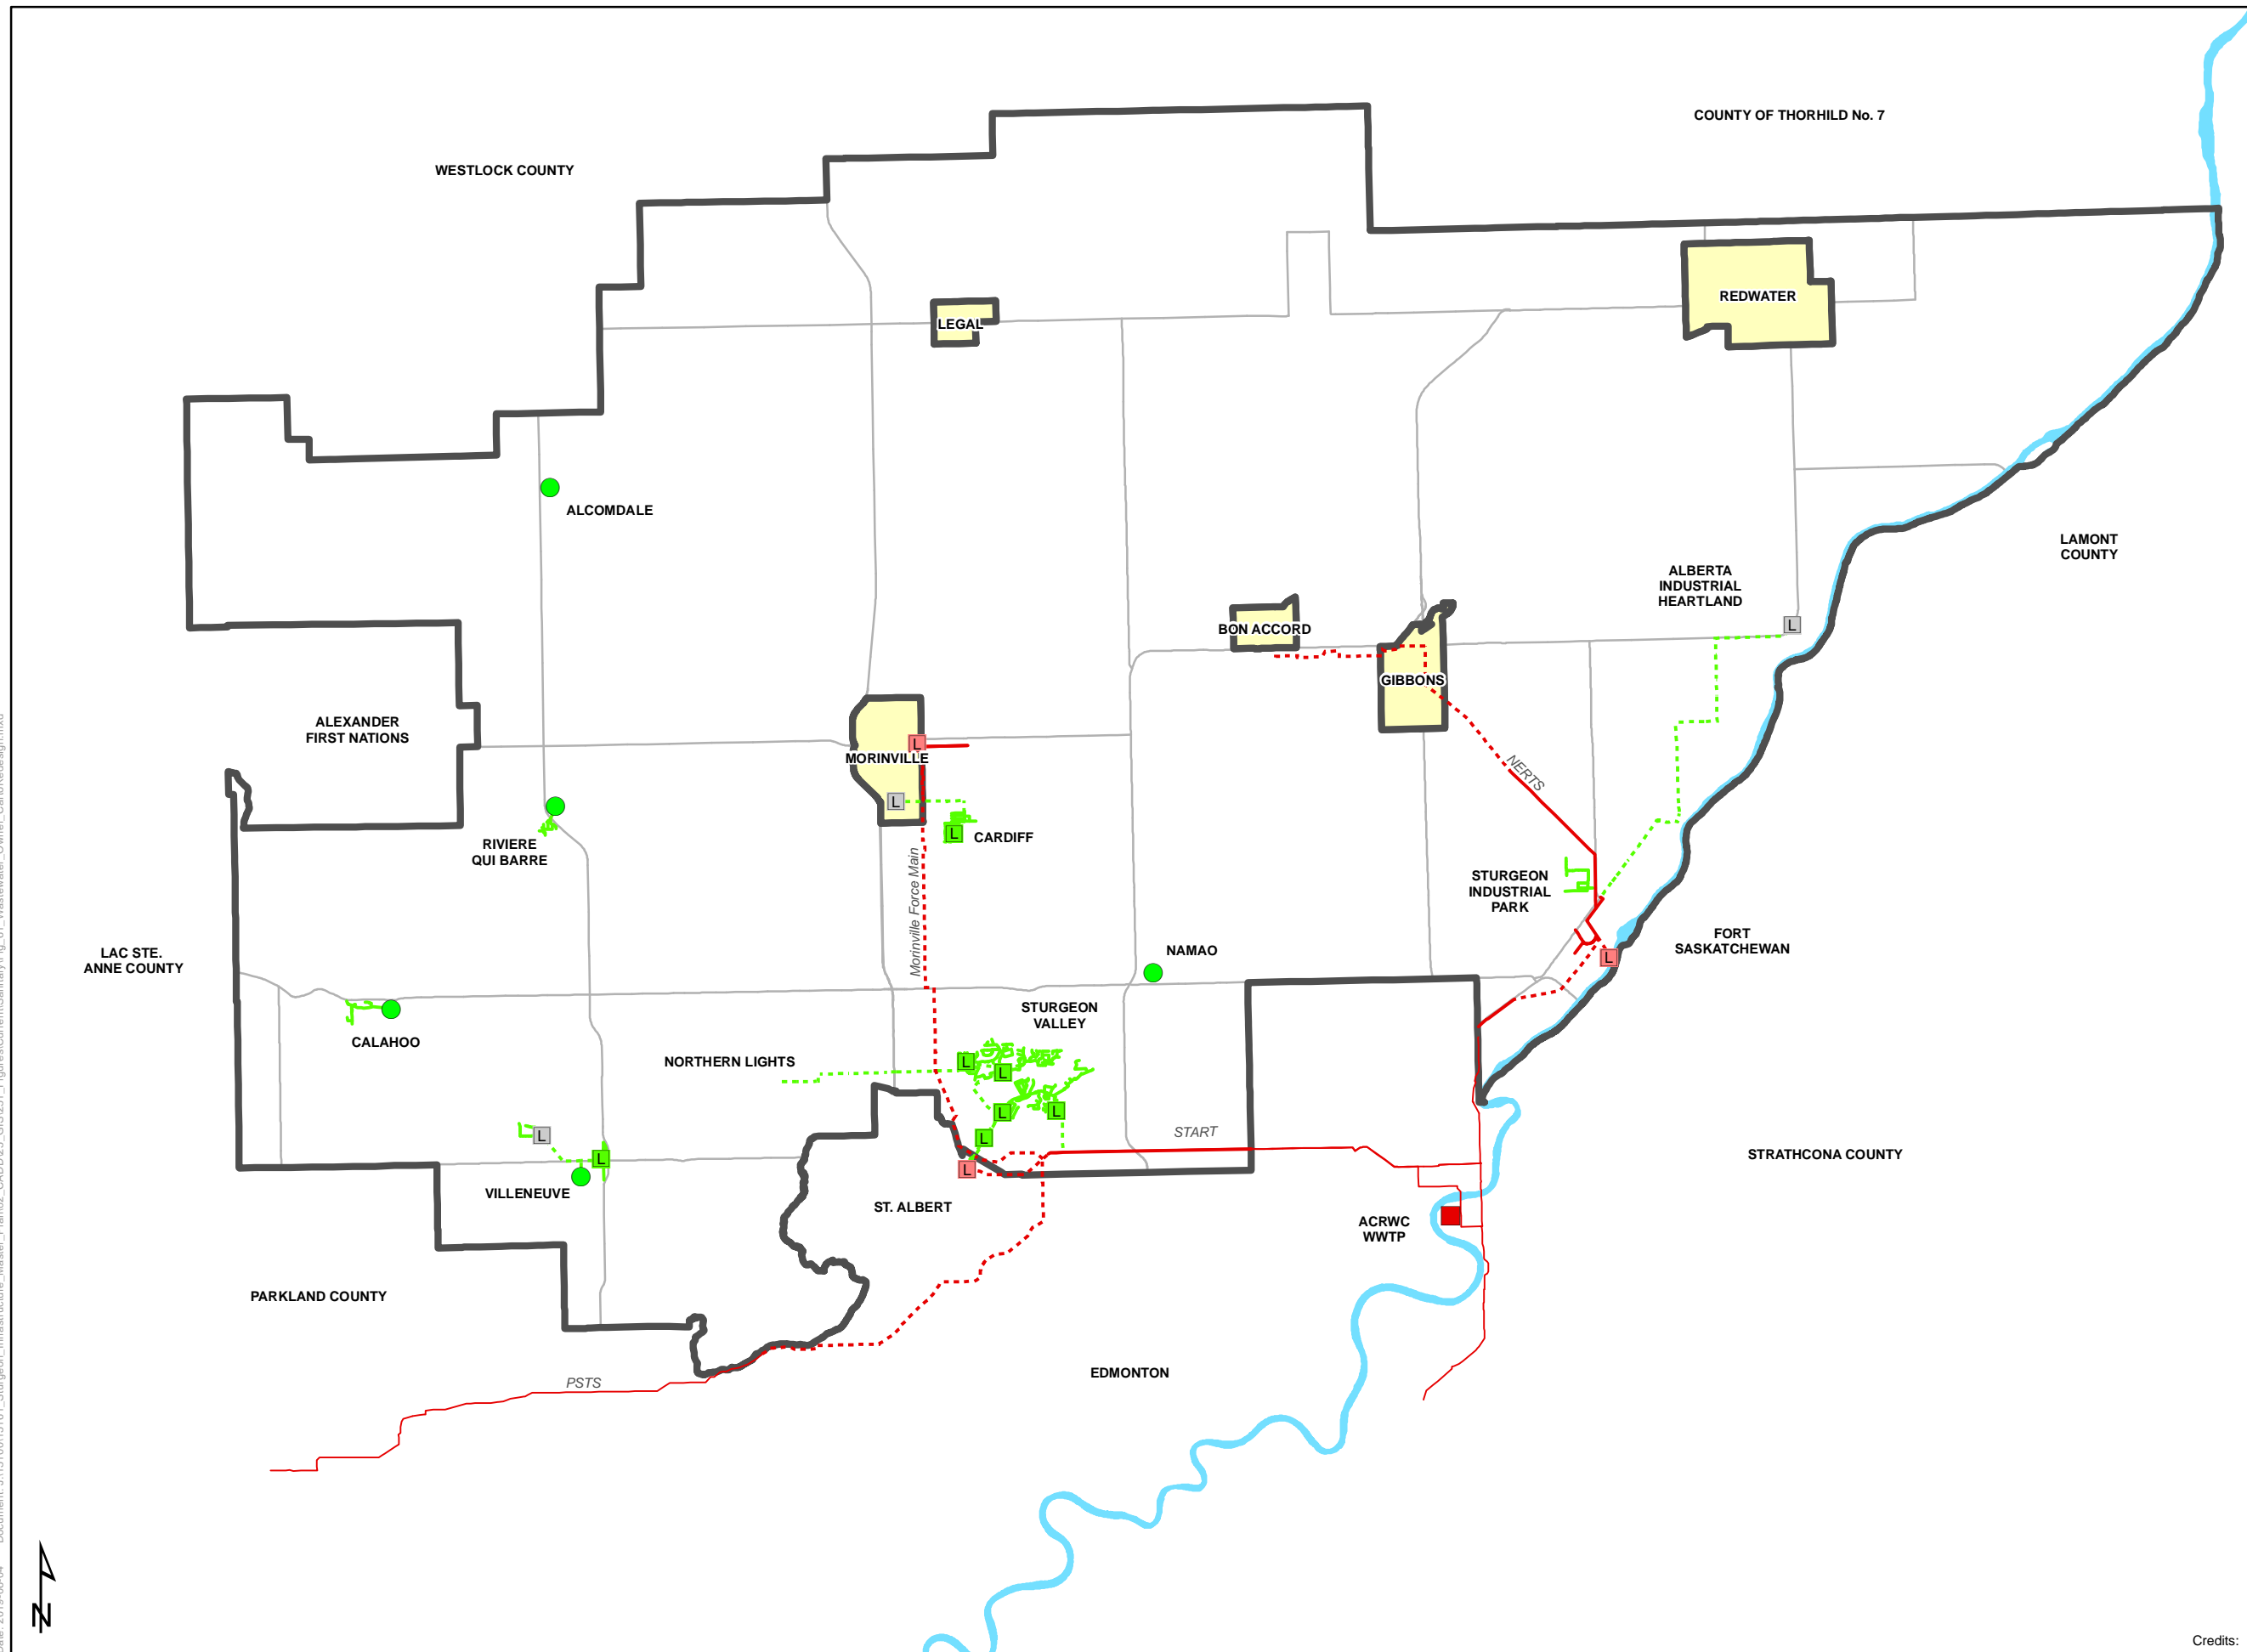 COUNTY OF THORHILD No. 7
WESTLOCK COUNTY
REDWATER
LEGAL
ALCOMDALE
LAMONT
COUNTY
ALBERTA
INDUSTRIAL
HEARTLAND
L
BON ACCORD
GIBBONS
ALEXANDER
FIRST NATIONS
L
MORINVILLE
NERTS
L
L
CARDIFF
RIVIERE
QUI BARRE
Morinville Force Main
STURGEON
INDUSTRIAL
PARK
FORT
SASKATCHEWAN
LAC STE.
ANNE COUNTY
NAMAO
L
STURGEON
VALLEY
CALAHOO
NORTHERN LIGHTS
L
L
L
L
L
L
START
L
L
STRATHCONA COUNTY
VILLENEUVE
ST. ALBERT
ACRWC
WWTP
PARKLAND COUNTY
EDMONTON
PSTS
N
Credits: